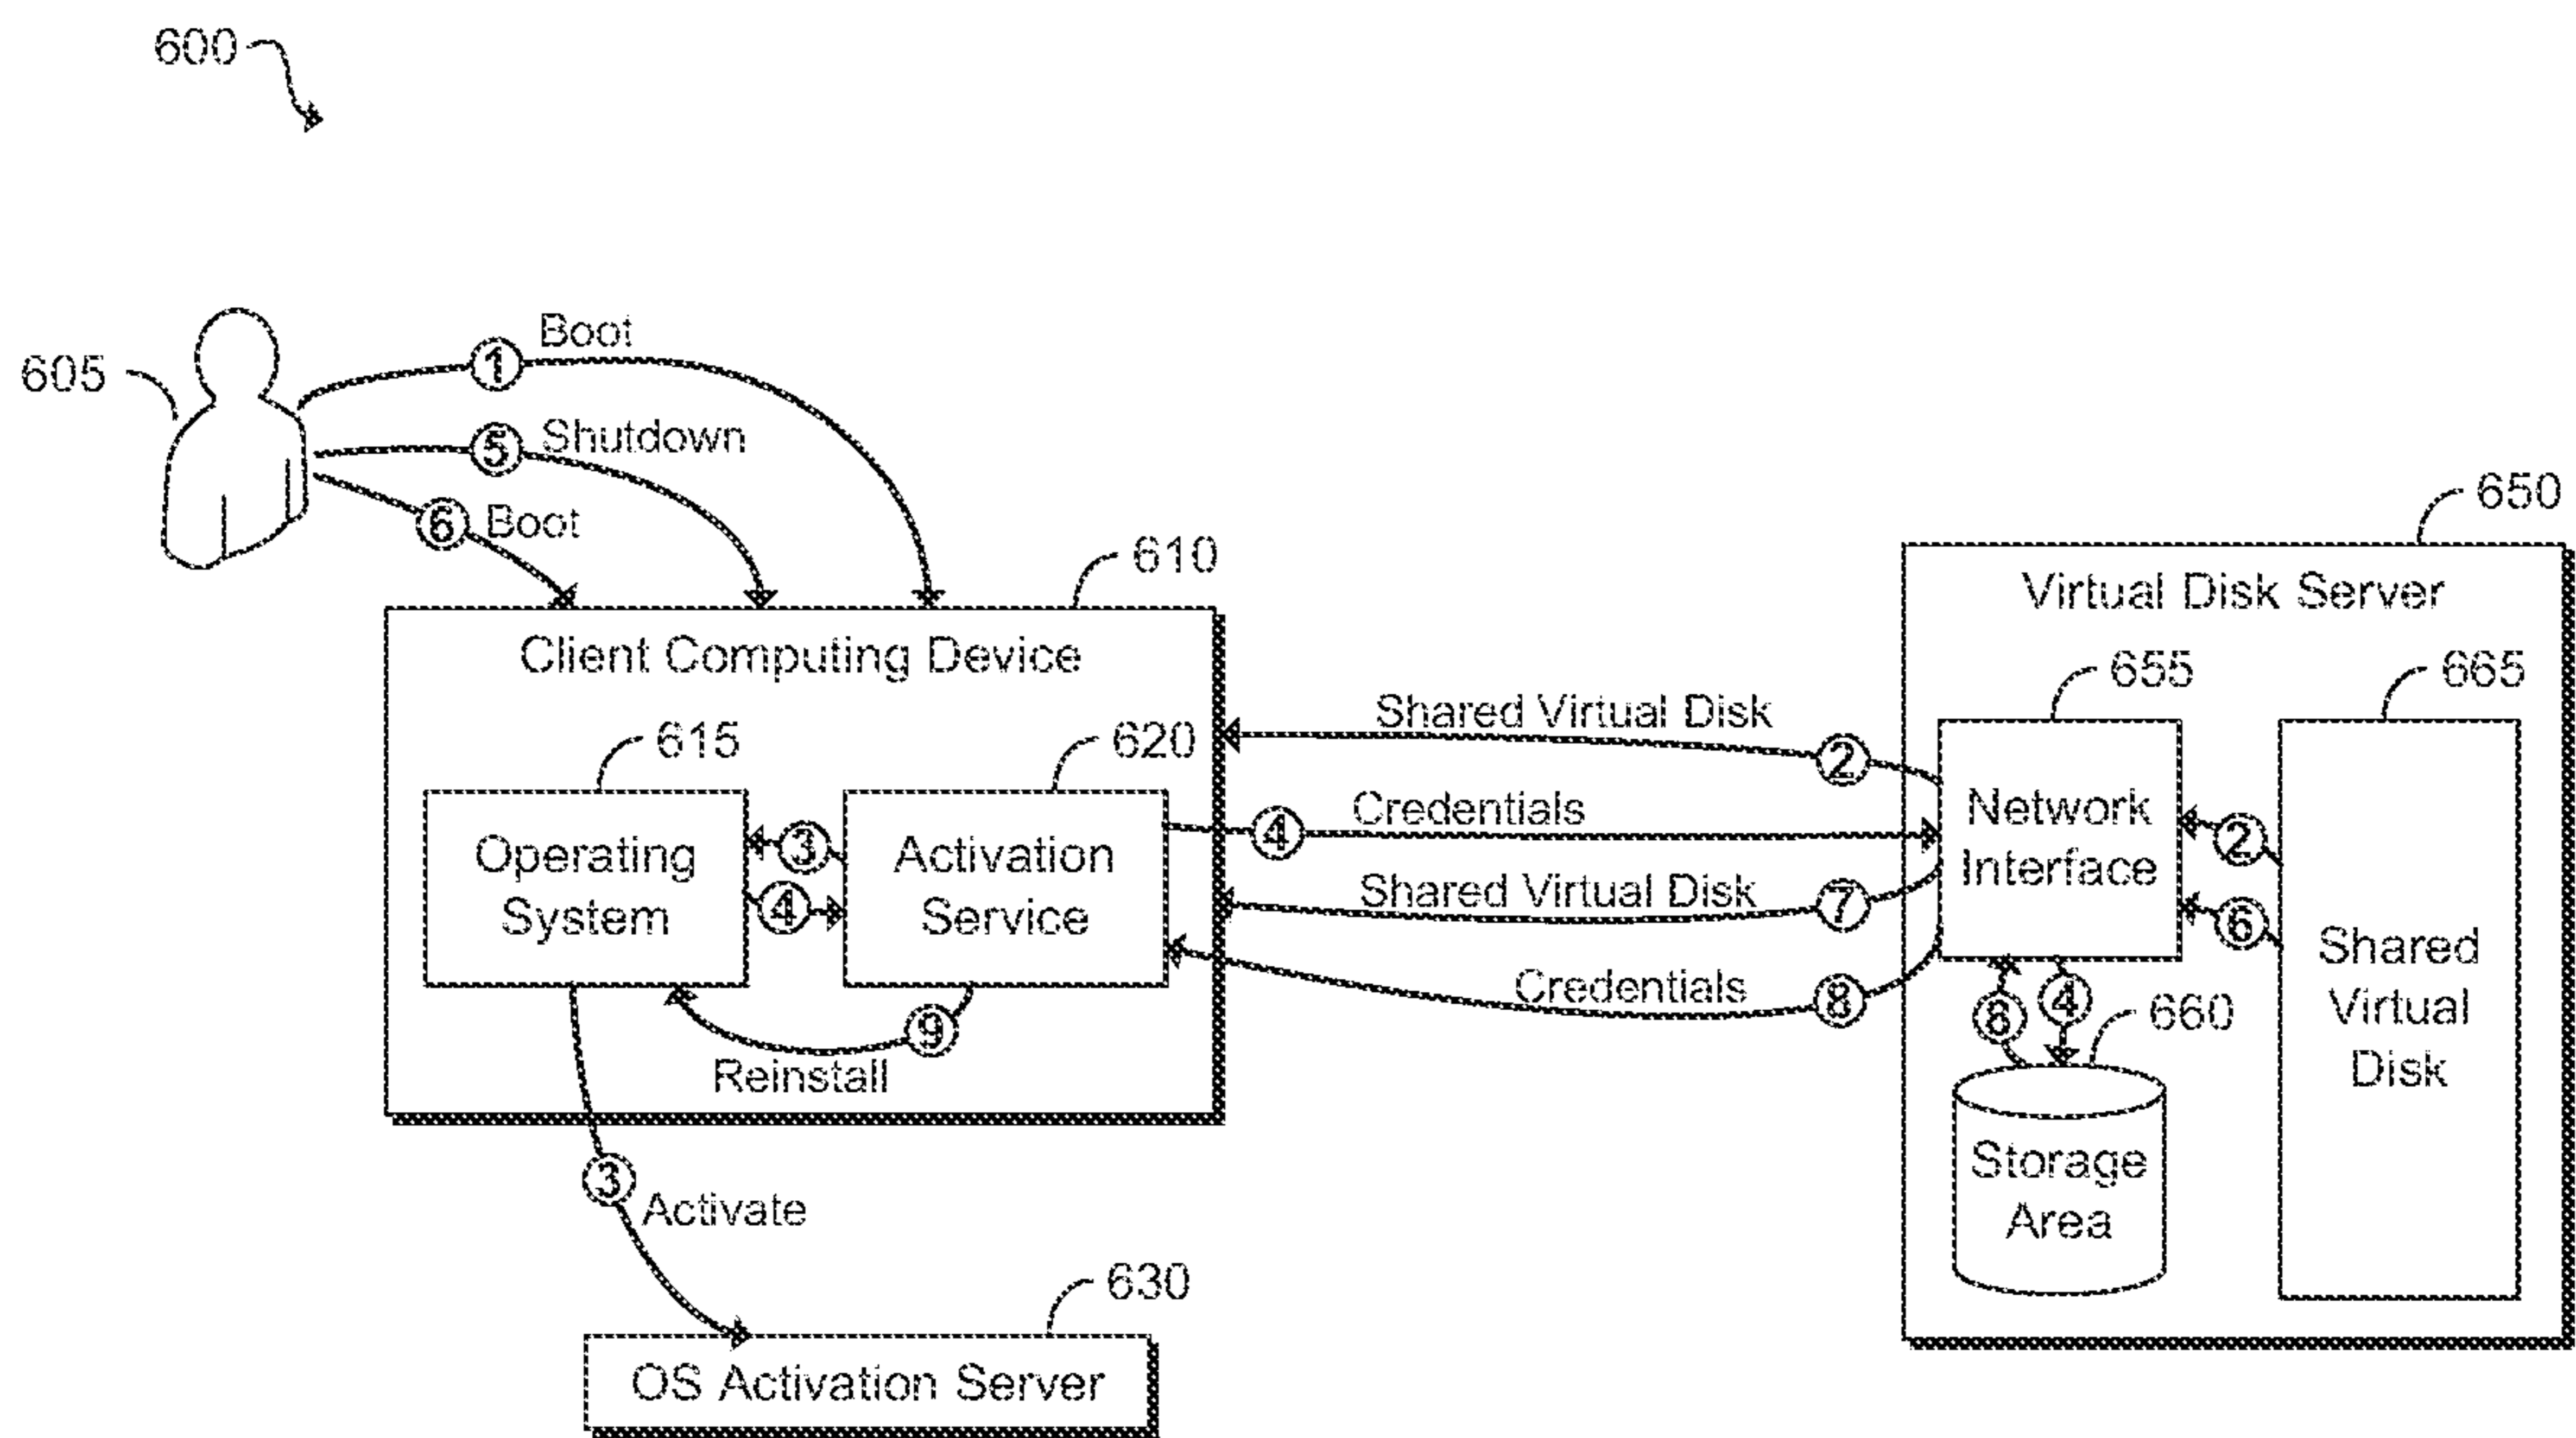 600
605
1
Boot
5
Shutdown
6
Boot
610
Client Computing Device
615
Operating
System
620
Activation
Service
3
4
9
Reinstall
3
Activate
630
OS Activation Server
Shared Virtual Disk
2
4
Credentials
Shared Virtual Disk
7
Credentials
8
650
Virtual Disk Server
655
Network
Interface
665
Shared
Virtual
Disk
2
6
8
4
660
Storage
Area